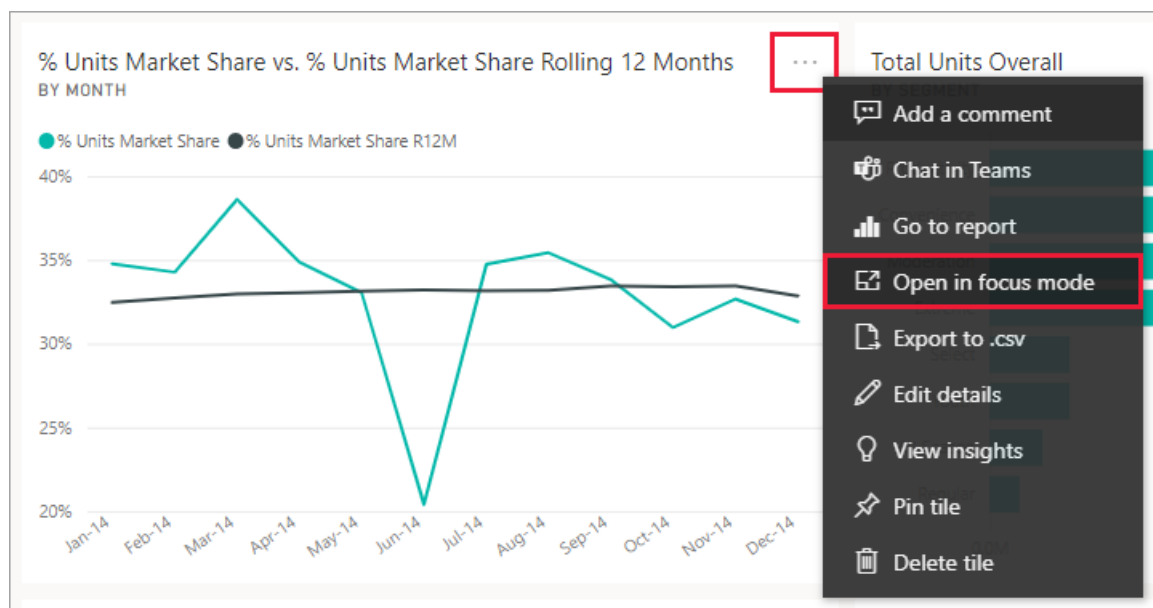 % Units Market Share vs. % Units Market Share Rolling 12 Months
BY MONTH
% Units Market Share
% Units Market Share R12M
40%
35%
30%
25%
20%
Jan-14
Feb-14
Mar-14
Apr-14
May-14
Jun-14
Jul-14
Aug-14
Sep-14
Oct-14
Nov-14
Dec-14
...
Total Units Overall
BY SEGMENT
Add a comment
Chat in Teams
Go to report
Open in focus mode
Export to .csv
Select
Edit details
View insights
Pin tile
Delete tile